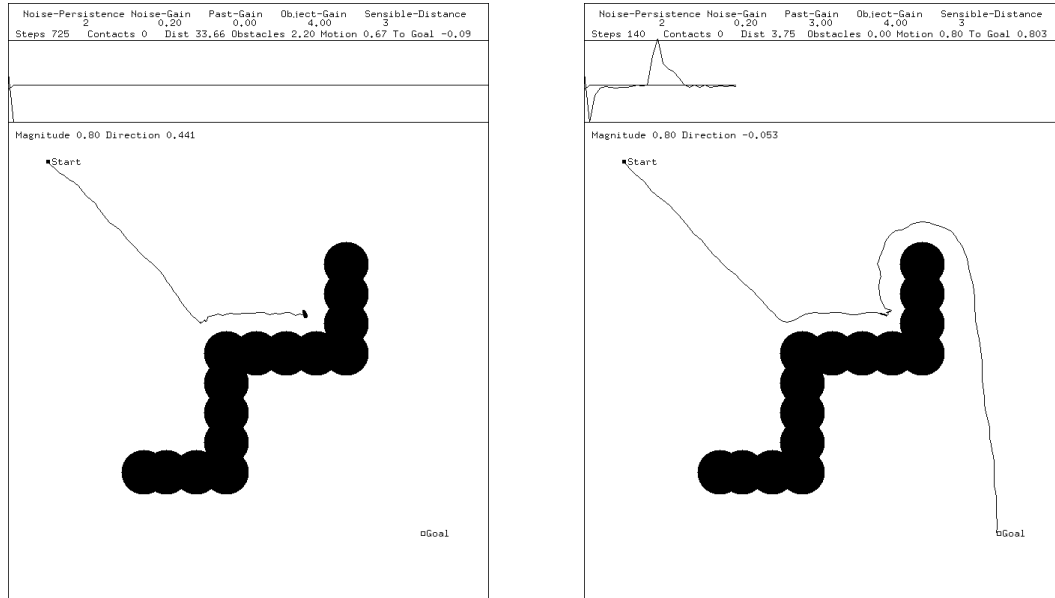 Noise-Persistence Noise-Gain Past-Gain Object-Gain Sensible-Distance
2 0.20 0.00 4.00 3
Steps 725 Contacts 0 Dist 33.66 Obstacles 2.20 Motion 0.67 To Goal -0.09
Magnitude 0.80 Direction 0.441
Start
Goal
Noise-Persistence Noise-Gain Past-Gain Object-Gain Sensible-Distance
2 0.20 3.00 4.00 3
Steps 140 Contacts 0 Dist 3.75 Obstacles 0.00 Motion 0.80 To Goal 0.803
Magnitude 0.80 Direction -0.053
Start
Goal